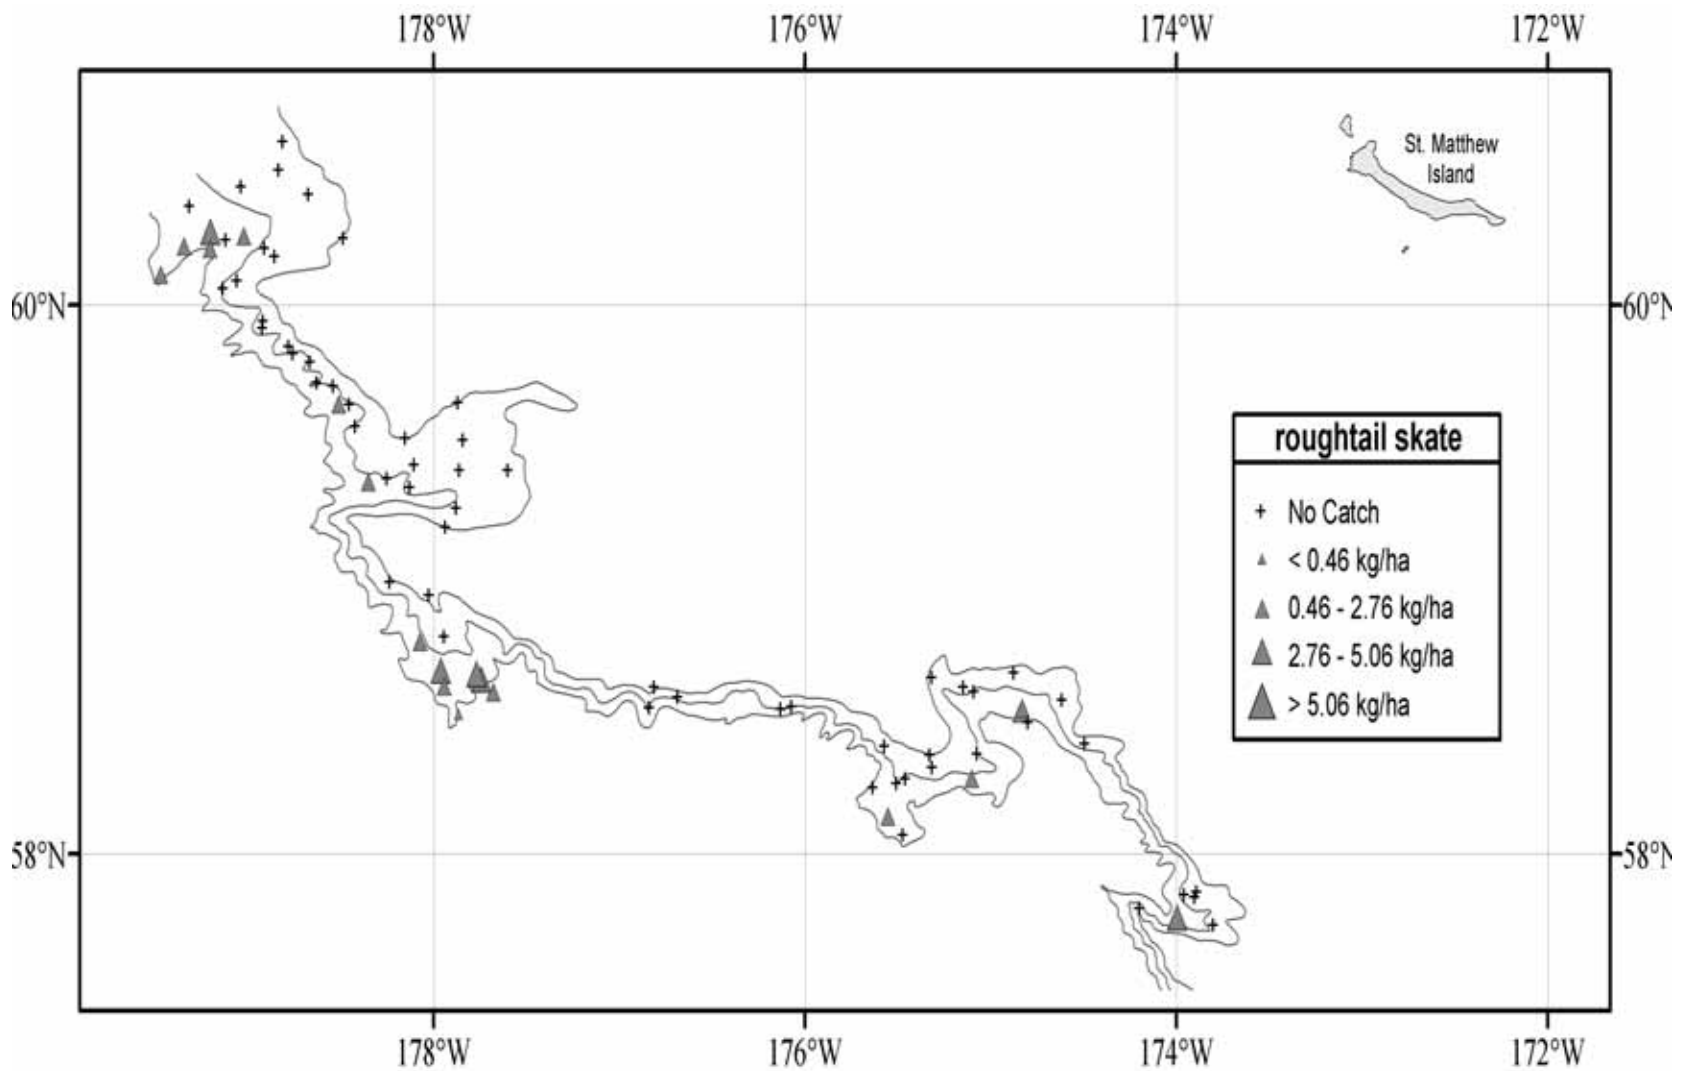 178°W 176°W 174°W 172°W
St. Matthew
Island
60°N 60°N
roughtail skate
No Catch
< 0.46 kg/ha
0.46 - 2.76 kg/ha
2.76 - 5.06 kg/ha
> 5.06 kg/ha
58°N 58°N
178°W 176°W 174°W 172°W